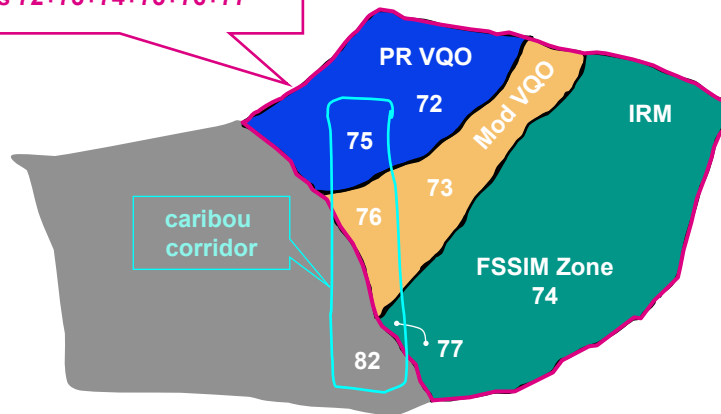 PR VQO
72
Mod VQO
IRM
75
73
76
caribou
corridor
FSSIM Zone
74
77
82